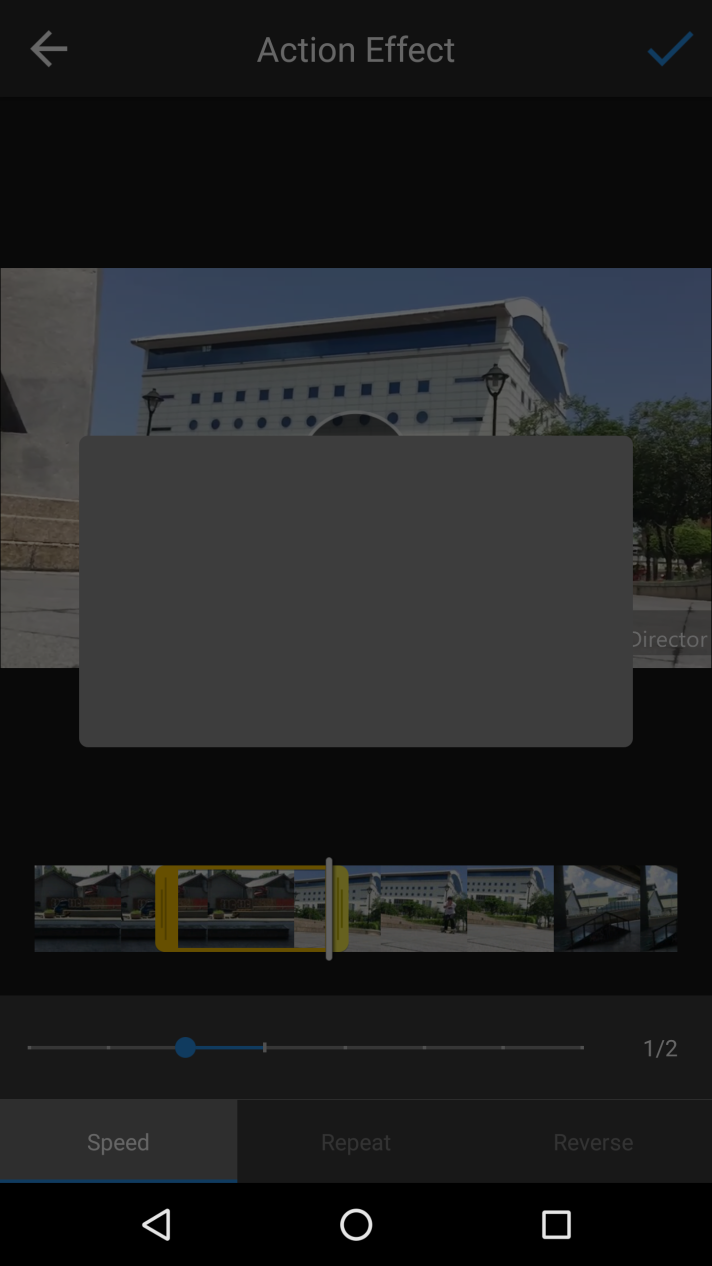 Action Effect
Director
1/2
Speed
Repeat
Reverse